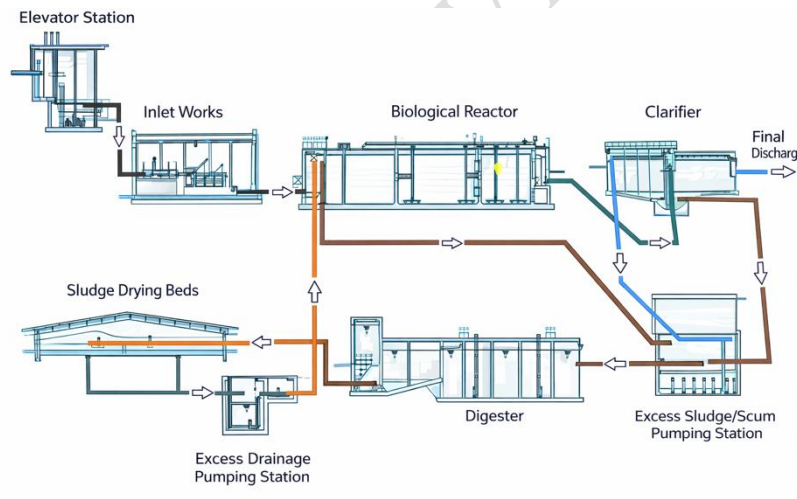 Elevator Station
Inlet Works
Biological Reactor
Clarifier
Final
Discharg
Sludge Drying Beds
Digester
Excess Sludge/Scum
Pumping Station
Excess Drainage
Pumping Station